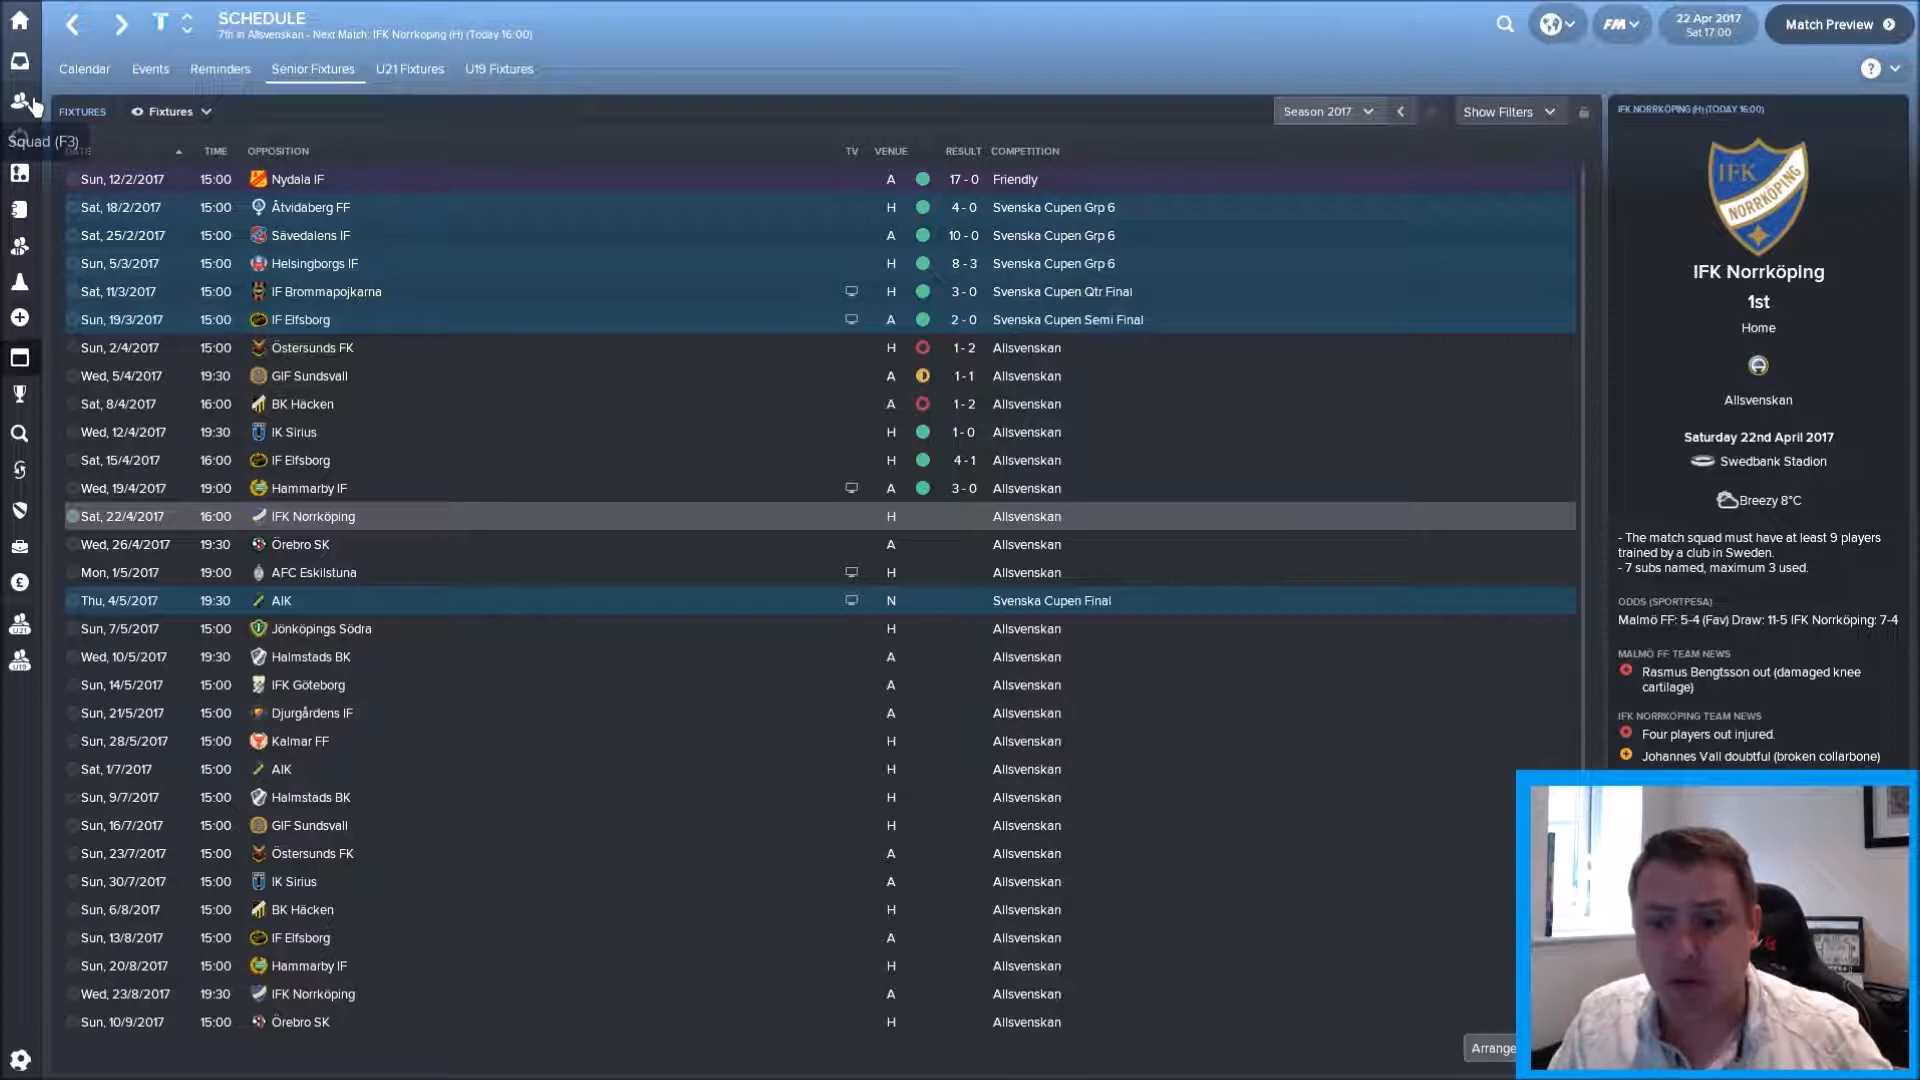 SCHEDULE
7th in Allsvenskan - Next Match: IFK Norrköping (H) (Today 16:00)
FM
22 Apr 2017
Sat 17:00
Match Preview
Calendar Events Reminders Senior Fixtures U21 Fixtures U19 Fixtures
?
FIXTURES Fixtures
Season 2017
Show Filters
Squad (F3)
TIME OPPOSITION TV VENUE RESULT COMPETITION
Sun, 12/2/2017 15:00 Nydala IF A 17 - 0 Friendly
Sat, 18/2/2017 15:00 Åtvidaberg FF H 4 - 0 Svenska Cupen Grp 6
Sat, 25/2/2017 15:00 Sävedalens IF A 10 - 0 Svenska Cupen Grp 6
Sun, 5/3/2017 15:00 Helsingborgs IF H 8 - 3 Svenska Cupen Grp 6
Sat, 11/3/2017 15:00 IF Brommapojkarna H 3 - 0 Svenska Cupen Qtr Final
Sun, 19/3/2017 15:00 IF Elfsborg A 2 - 0 Svenska Cupen Semi Final
Sun, 2/4/2017 15:00 Östersunds FK H 1 - 2 Allsvenskan
Wed, 5/4/2017 19:30 GIF Sundsvall A 1 - 1 Allsvenskan
Sat, 8/4/2017 16:00 BK Häcken A 1 - 2 Allsvenskan
Wed, 12/4/2017 19:30 IK Sirius H 1 - 0 Allsvenskan
Sat, 15/4/2017 16:00 IF Elfsborg H 4 - 1 Allsvenskan
Wed, 19/4/2017 19:00 Hammarby IF A 3 - 0 Allsvenskan
Sat, 22/4/2017 16:00 IFK Norrköping H Allsvenskan
Wed, 26/4/2017 19:30 Örebro SK A Allsvenskan
Mon, 1/5/2017 19:00 AFC Eskilstuna H Allsvenskan
Thu, 4/5/2017 19:30 AIK N Svenska Cupen Final
Sun, 7/5/2017 15:00 Jönköpings Södra H Allsvenskan
Wed, 10/5/2017 19:30 Halmstads BK A Allsvenskan
Sun, 14/5/2017 15:00 IFK Göteborg A Allsvenskan
Sun, 21/5/2017 15:00 Djurgårdens IF A Allsvenskan
Sun, 28/5/2017 15:00 Kalmar FF H Allsvenskan
Sat, 1/7/2017 15:00 AIK H Allsvenskan
Sun, 9/7/2017 15:00 Halmstads BK H Allsvenskan
Sun, 16/7/2017 15:00 GIF Sundsvall H Allsvenskan
Sun, 23/7/2017 15:00 Östersunds FK A Allsvenskan
Sun, 30/7/2017 15:00 IK Sirius A Allsvenskan
Sun, 6/8/2017 15:00 BK Häcken H Allsvenskan
Sun, 13/8/2017 15:00 IF Elfsborg A Allsvenskan
Sun, 20/8/2017 15:00 Hammarby IF H Allsvenskan
Wed, 23/8/2017 19:30 IFK Norrköping A Allsvenskan
Sun, 10/9/2017 15:00 Örebro SK H Allsvenskan
Arrange
U21
U19
IFK NORRKÖPING (H) (TODAY 16:00)
IFK
NORRKÖPING
IFK Norrköping
1st
Home
Allsvenskan
Saturday 22nd April 2017
Swedbank Stadion
Breezy 8°C
- The match squad must have at least 9 players
trained by a club in Sweden.
- 7 subs named, maximum 3 used.
ODDS (SPORTPESA)
Malmö FF: 5-4 (Fav) Draw: 11-5 IFK Norrköping: 7-4
MALMÖ FF TEAM NEWS
Rasmus Bengtsson out (damaged knee
cartilage)
IFK NORRKÖPING TEAM NEWS
Four players out injured.
Johannes Vall doubtful (broken collarbone)